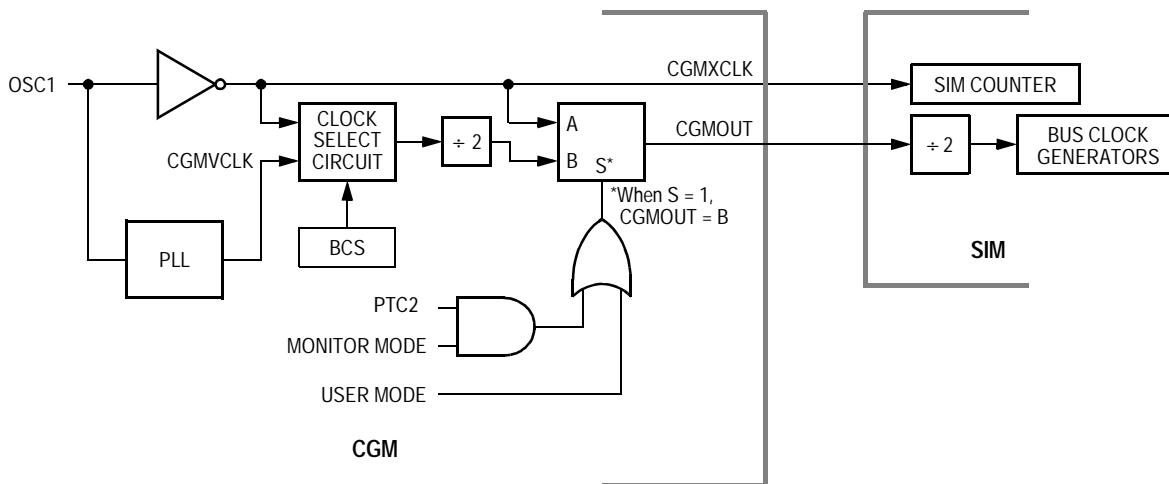 OSC1
CGMXCLK
SIM COUNTER
CLOCK
SELECT
CIRCUIT
÷ 2
A
B
S*
CGMOUT
÷ 2
BUS CLOCK
GENERATORS
CGMVCLK
*When S = 1,
CGMOUT = B
PLL
BCS
SIM
PTC2
MONITOR MODE
USER MODE
CGM